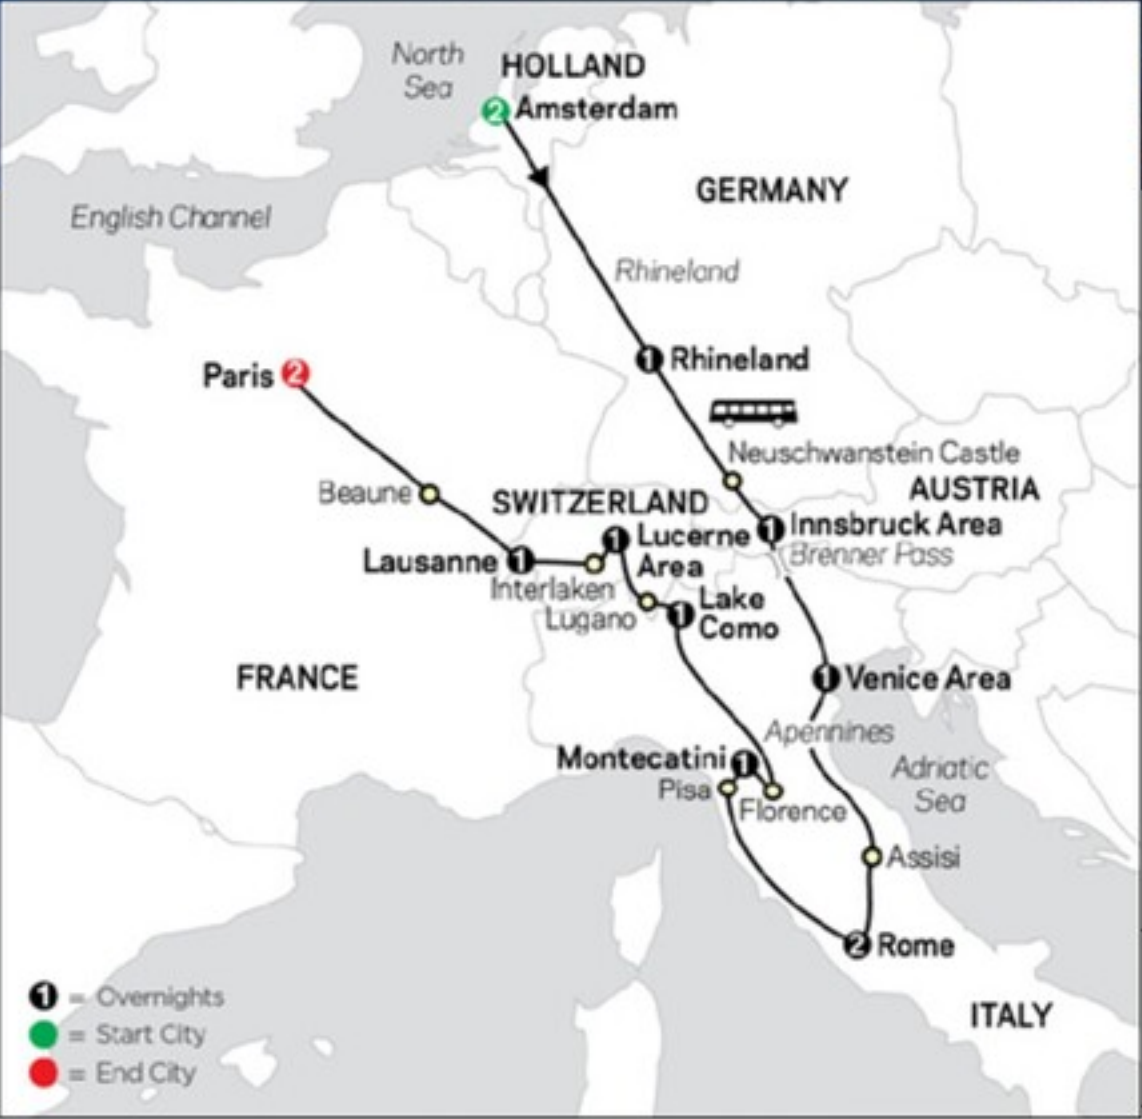 North
Sea
HOLLAND
2 Amsterdam
English Channel
GERMANY
Rhineland
1 Rhineland
Paris 2
Neuschwanstein Castle
Beaune
SWITZERLAND
AUSTRIA
1 Innsbruck Area
1 Lucerne
Area
Brenner Pass
Lausanne 1
Interlaken
Lugano
1 Lake
Como
FRANCE
1 Venice Area
Apennines
Montecatini 1
Pisa
Florence
Adriatic
Sea
Assisi
2 Rome
ITALY
1 = Overnights
= Start City
= End City